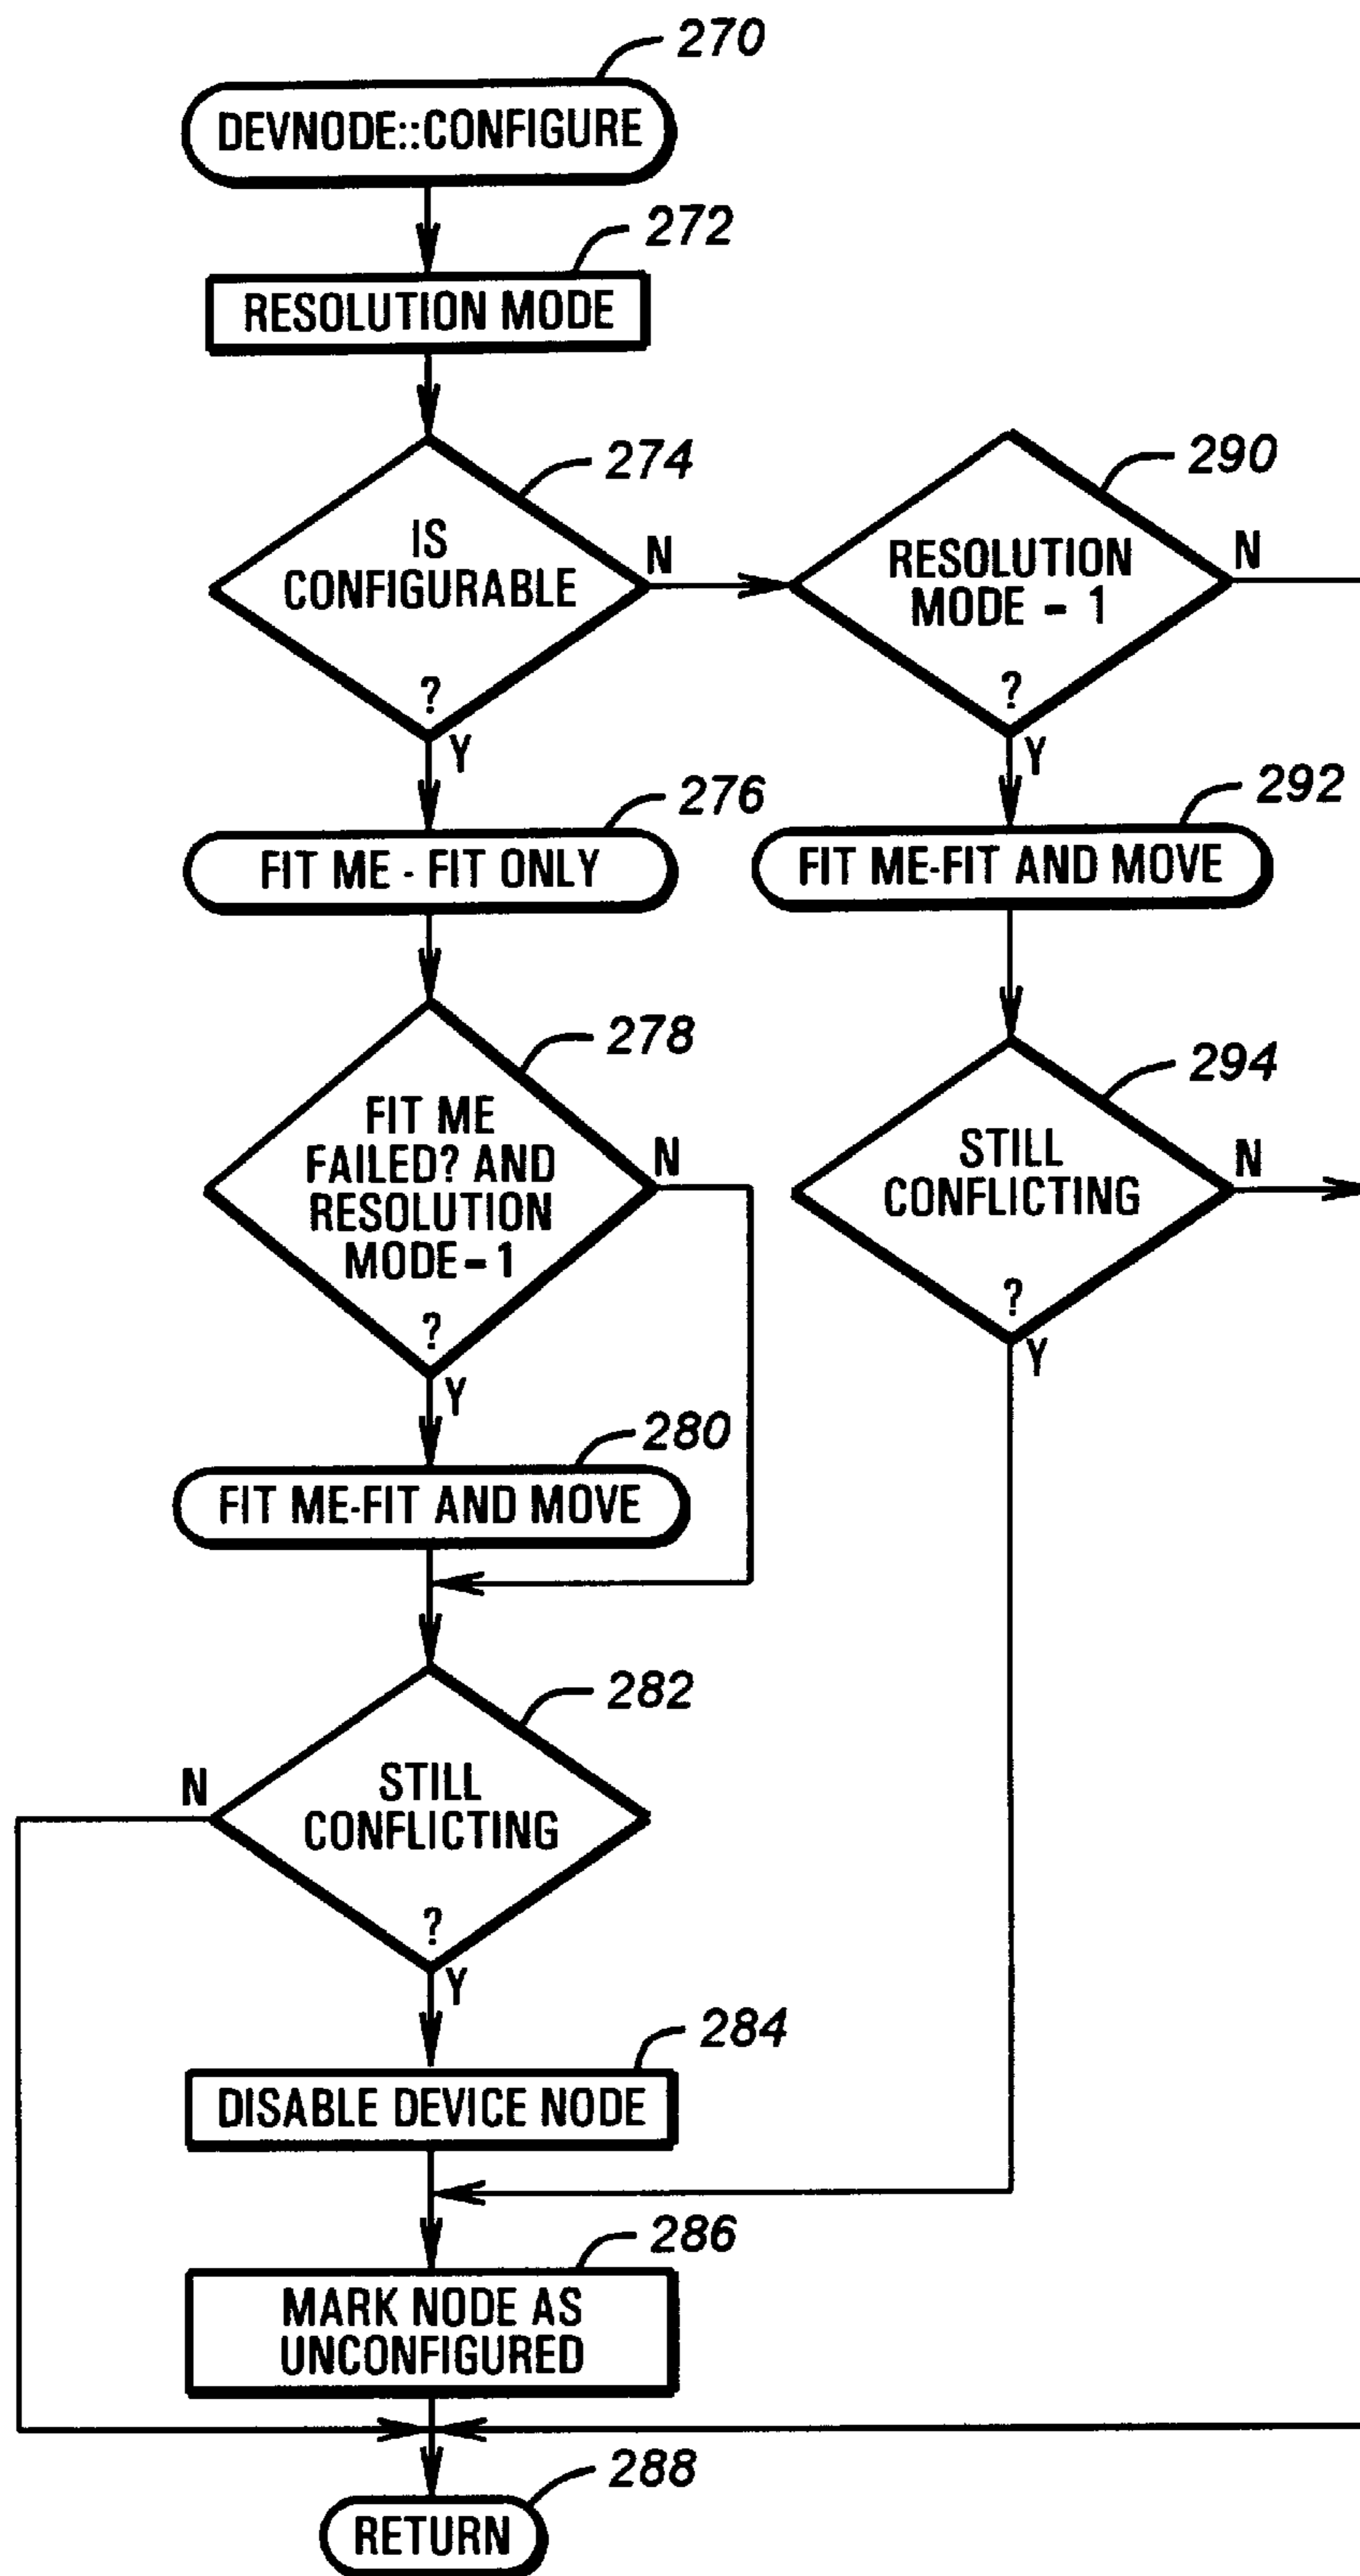 270
DEVNODE::CONFIGURE
272
RESOLUTION MODE
274
IS
CONFIGURABLE
?
N
Y
290
RESOLUTION
MODE - 1
?
N
Y
276
FIT ME - FIT ONLY
292
FIT ME-FIT AND MOVE
278
FIT ME
FAILED? AND
RESOLUTION
MODE-1
?
N
Y
294
STILL
CONFLICTING
?
N
Y
280
FIT ME-FIT AND MOVE
282
STILL
CONFLICTING
?
N
Y
284
DISABLE DEVICE NODE
286
MARK NODE AS
UNCONFIGURED
288
RETURN